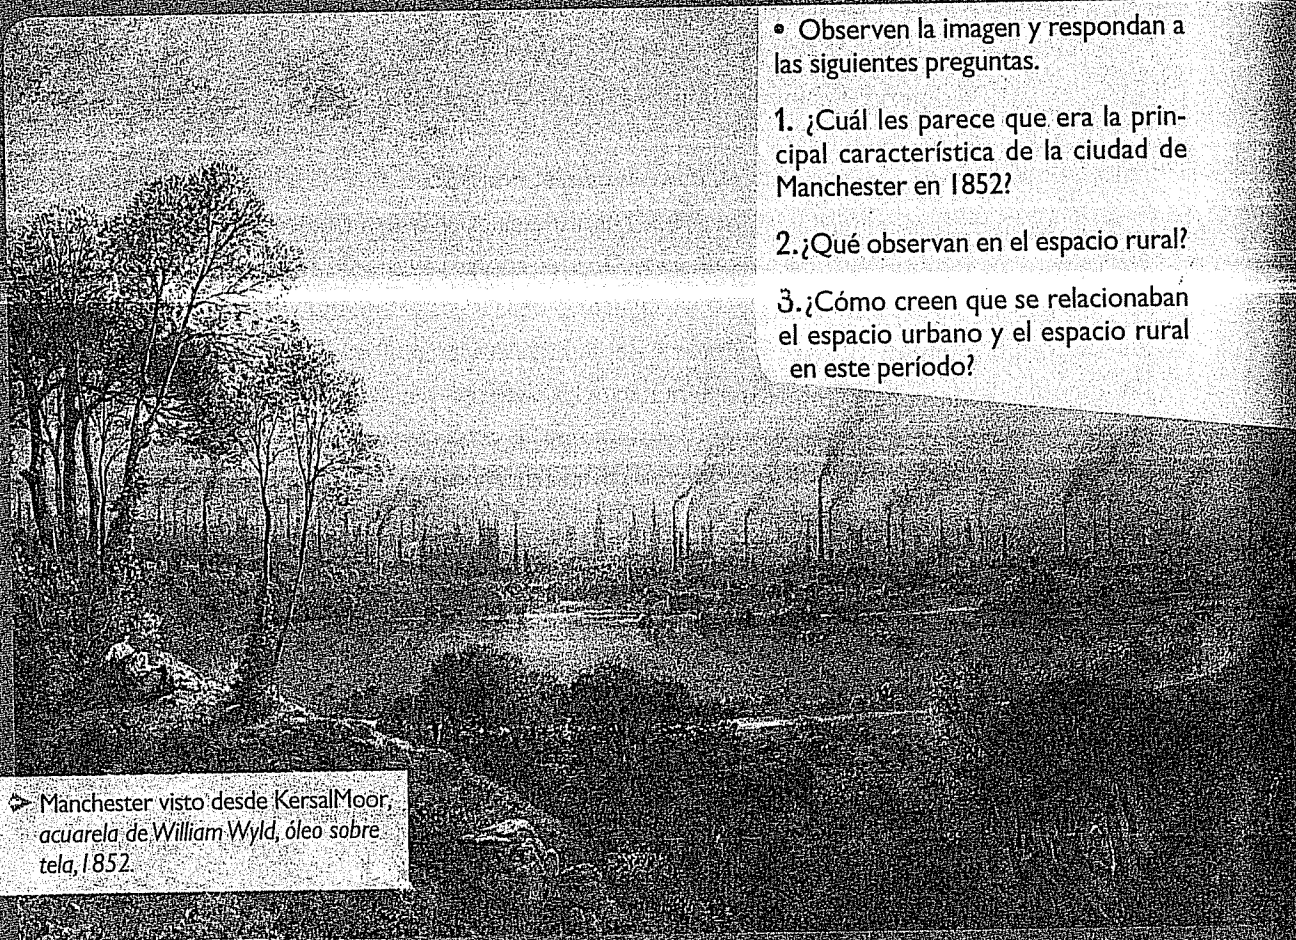 • Observen la imagen y respondan a
las siguientes preguntas.
1. ¿Cuál les parece que era la prin-
cipal característica de la ciudad de
Manchester en 1852?
2.¿Qué observan en el espacio rural?
3.¿Cómo creen que se relacionaban
el espacio urbano y el espacio rural
en este período?
➢ Manchester visto desde KersalMoor,
acuarela de William Wyld, óleo sobre
tela, 1852.